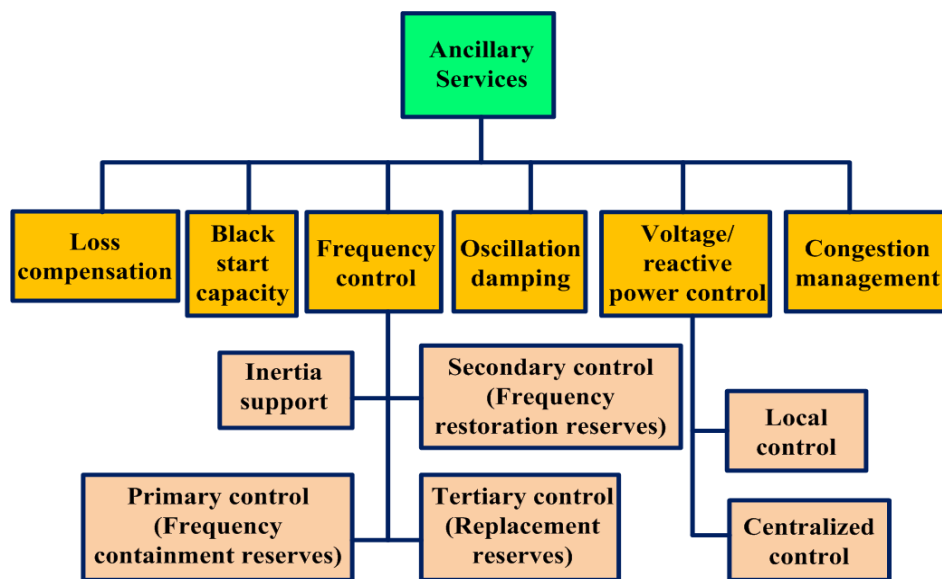 Ancillary
Services
Loss
compensation
Black
start
capacity
Frequency
control
Oscillation
damping
Voltage/
reactive
power control
Congestion
management
Inertia
support
Secondary control
(Frequency
restoration reserves)
Local
control
Primary control
(Frequency
containment reserves)
Tertiary control
(Replacement
reserves)
Centralized
control